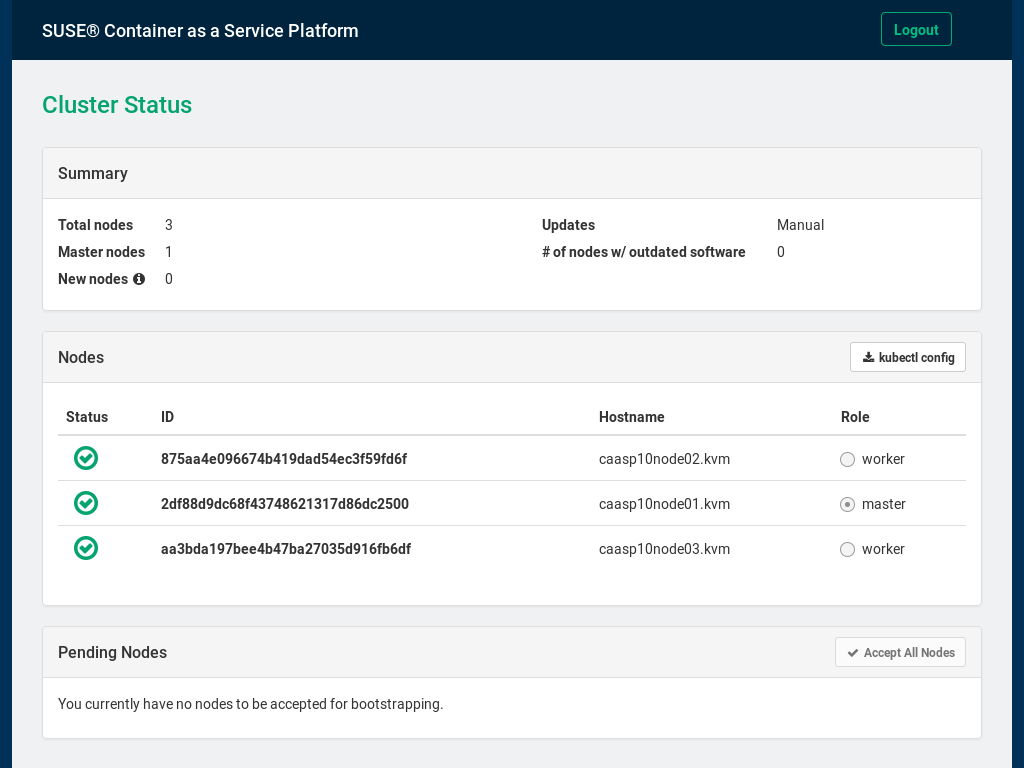 SUSE® Container as a Service Platform
Logout
Cluster Status
Summary
Total nodes 3
Updates Manual
Master nodes 1
# of nodes w/ outdated software 0
New nodes 0
Nodes
kubectl config
Status ID Hostname Role
875aa4e096674b419dad54ec3f59fd6f caasp10node02.kvm worker
2df88d9dc68f43748621317d86dc2500 caasp10node01.kvm master
aa3bda197bee4b47ba27035d916fb6df caasp10node03.kvm worker
Pending Nodes
Accept All Nodes
You currently have no nodes to be accepted for bootstrapping.